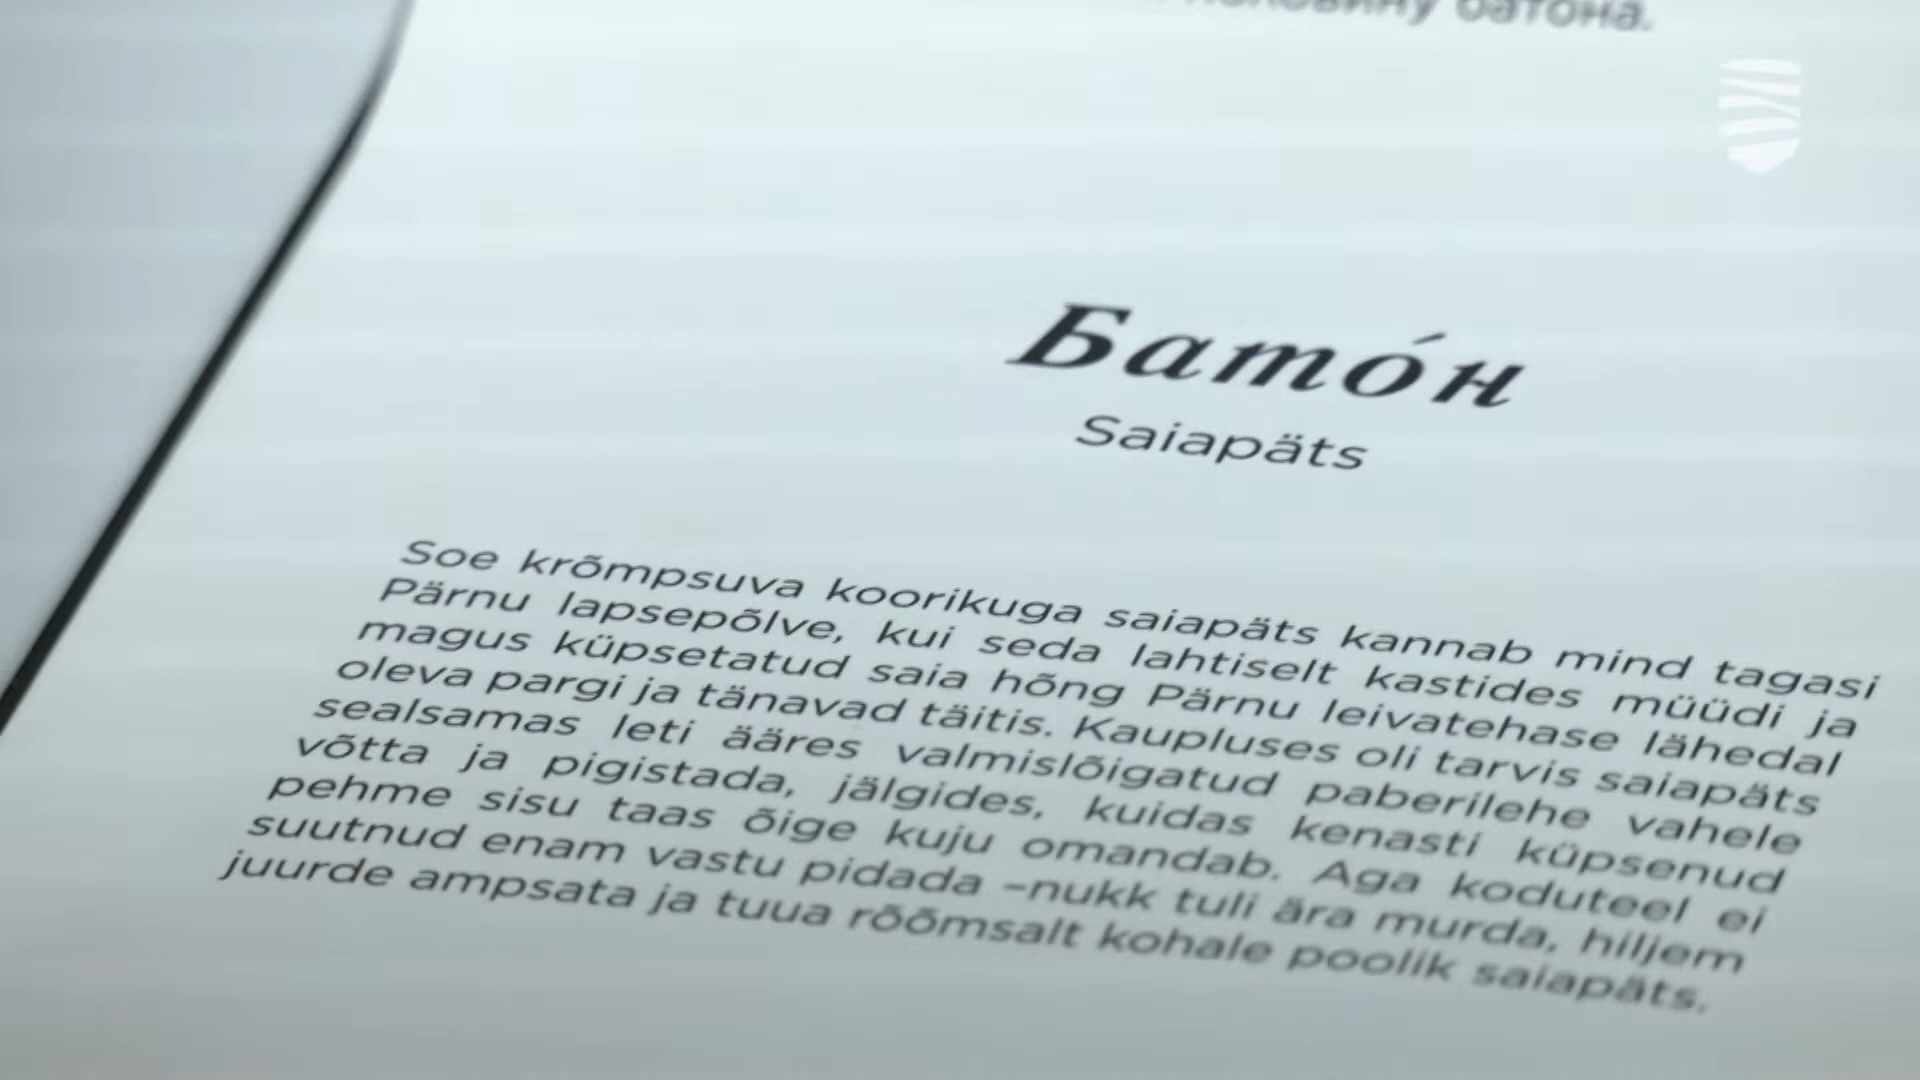 половину батона.
Бато́н
Saiapäts
Soe krõmpsuva koorikuga saiapäts kannab mind tagasi
Pärnu lapsepõlve, kui seda lahtiselt kastides müüdi ja
magus küpsetatud saia hõng Pärnu leivatehase lähedal
oleva pargi ja tänavad täitis. Kaupluses oli tarvis saiapäts
sealsamas leti ääres valmislõigatud paberilehe vahele
võtta ja pigistada, jälgides, kuidas kenasti küpsenud
pehme sisu taas õige kuju omandab. Aga koduteel ei
suutnud enam vastu pidada –nukk tuli ära murda, hiljem
juurde ampsata ja tuua rõõmsalt kohale poolik saiapäts.